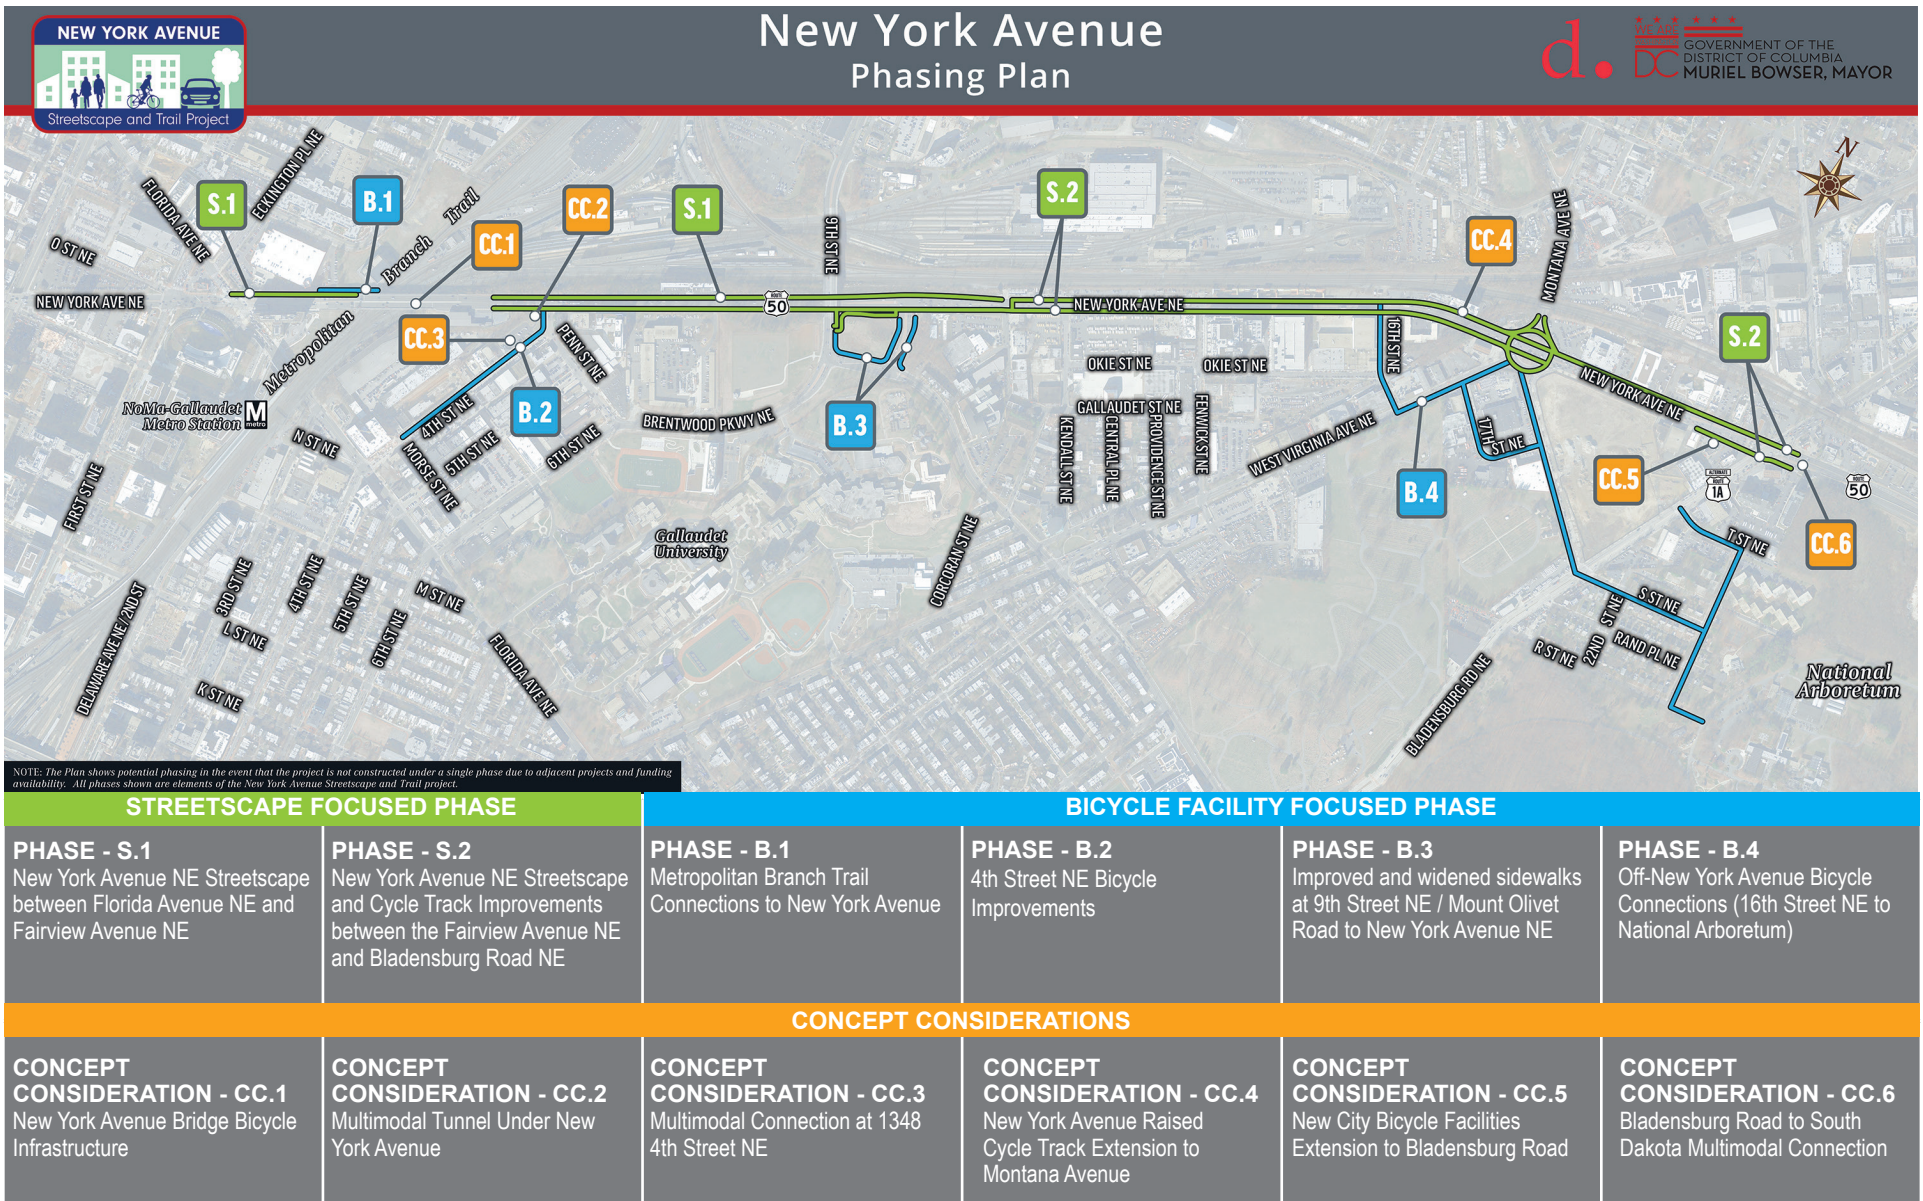 NEW YORK AVENUE
Streetscape and Trail Project
New York Avenue
Phasing Plan
d.
WE ARE
DC
GOVERNMENT OF THE
DISTRICT OF COLUMBIA
MURIEL BOWSER, MAYOR
N
ECKINGTON PL NE
FLORIDA AVE NE
S.1
B.1
Trail
Branch
CC.1
CC.2
S.1
9TH ST NE
S.2
CC.4
MONTANA AVE NE
O ST NE
NEW YORK AVE NE
ROUTE
50
NEW YORK AVE NE
Metropolitan
CC.3
PENN ST NE
16TH ST NE
S.2
OKIE ST NE
OKIE ST NE
NEW YORK AVE NE
NoMa-Gallaudet
Metro Station
M
metro
B.2
4TH ST NE
5TH ST NE
6TH ST NE
MORSE ST NE
N ST NE
BRENTWOOD PKWY NE
B.3
GALLAUDET ST NE
KENDALL ST NE
CENTRAL PL NE
PROVIDENCE ST NE
FENWICK ST NE
WEST VIRGINIA AVE NE
17TH
ST NE
B.4
CC.5
ALTERNATE
ROUTE
1A
ROUTE
50
CC.6
FIRST ST NE
Gallaudet
University
CORCORAN ST NE
T ST NE
DELAWARE AVE NE / 2ND ST
3RD ST NE
4TH ST NE
5TH ST NE
6TH ST NE
M ST NE
L ST NE
K ST NE
FLORIDA AVE NE
S ST NE
22ND
ST NE
R ST NE
RAND PL NE
BLADENSBURG RD NE
National
Arboretum
NOTE: The Plan shows potential phasing in the event that the project is not constructed under a single phase due to adjacent projects and funding
availability. All phases shown are elements of the New York Avenue Streetscape and Trail project.
STREETSCAPE FOCUSED PHASE
BICYCLE FACILITY FOCUSED PHASE
PHASE - S.1
New York Avenue NE Streetscape
between Florida Avenue NE and
Fairview Avenue NE
PHASE - S.2
New York Avenue NE Streetscape
and Cycle Track Improvements
between the Fairview Avenue NE
and Bladensburg Road NE
PHASE - B.1
Metropolitan Branch Trail
Connections to New York Avenue
PHASE - B.2
4th Street NE Bicycle
Improvements
PHASE - B.3
Improved and widened sidewalks
at 9th Street NE / Mount Olivet
Road to New York Avenue NE
PHASE - B.4
Off-New York Avenue Bicycle
Connections (16th Street NE to
National Arboretum)
CONCEPT CONSIDERATIONS
CONCEPT
CONSIDERATION - CC.1
New York Avenue Bridge Bicycle
Infrastructure
CONCEPT
CONSIDERATION - CC.2
Multimodal Tunnel Under New
York Avenue
CONCEPT
CONSIDERATION - CC.3
Multimodal Connection at 1348
4th Street NE
CONCEPT
CONSIDERATION - CC.4
New York Avenue Raised
Cycle Track Extension to
Montana Avenue
CONCEPT
CONSIDERATION - CC.5
New City Bicycle Facilities
Extension to Bladensburg Road
CONCEPT
CONSIDERATION - CC.6
Bladensburg Road to South
Dakota Multimodal Connection